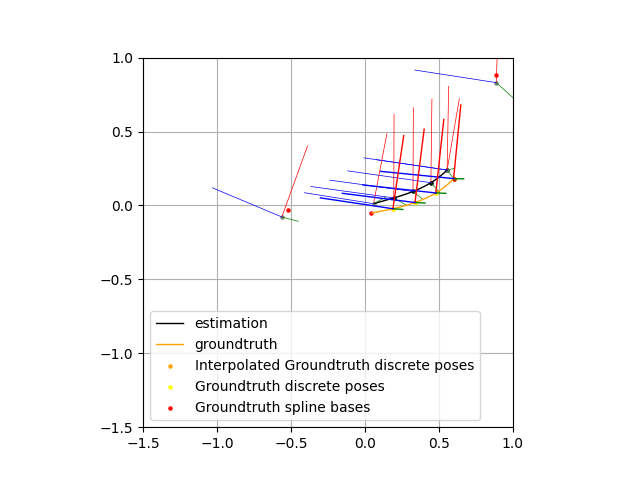 1.0
0.5
0.0
−0.5
−1.0
−1.5
estimation
groundtruth
Interpolated Groundtruth discrete poses
Groundtruth discrete poses
Groundtruth spline bases
−1.5 −1.0 −0.5 0.0 0.5 1.0